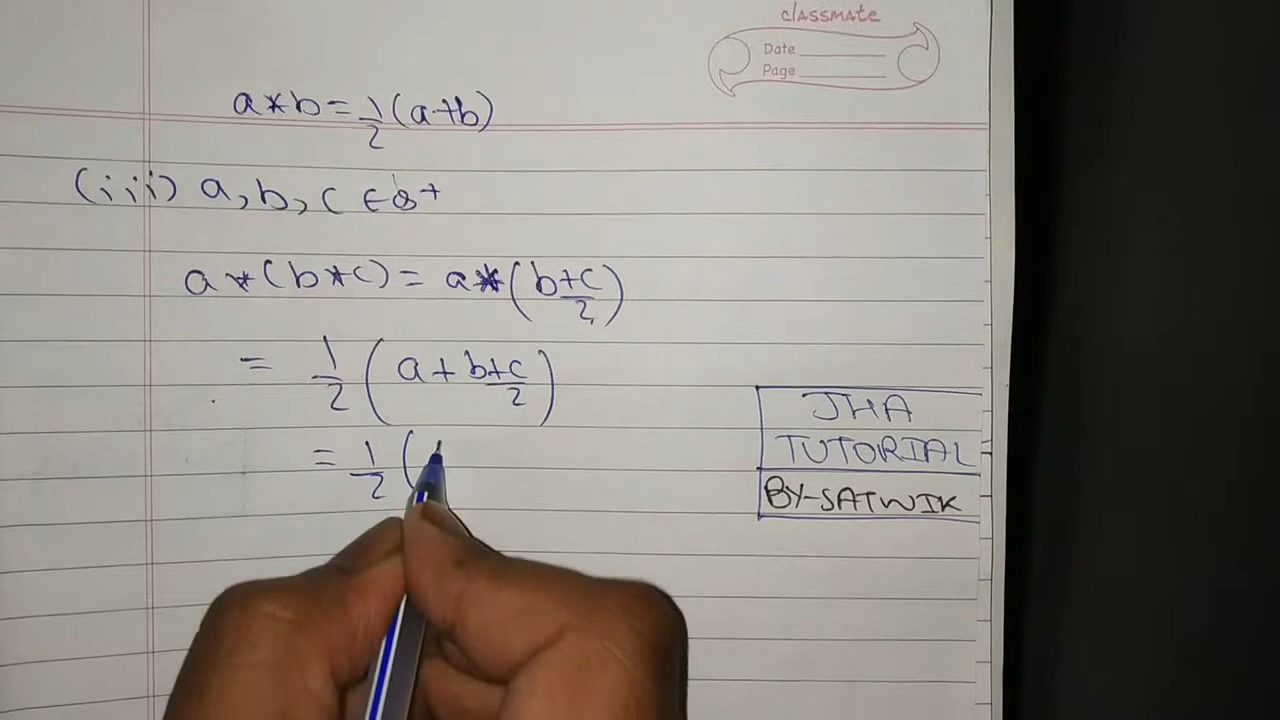 classmate
Date
Page
a*b = 1/2 (a+b)
(iii) a, b, c ∈ Q+
a*(b*c) = a*(b+c/2)
= 1/2 (a + b+c/2)
= 1/2 (
JHA
TUTORIAL
BY-SATWIK